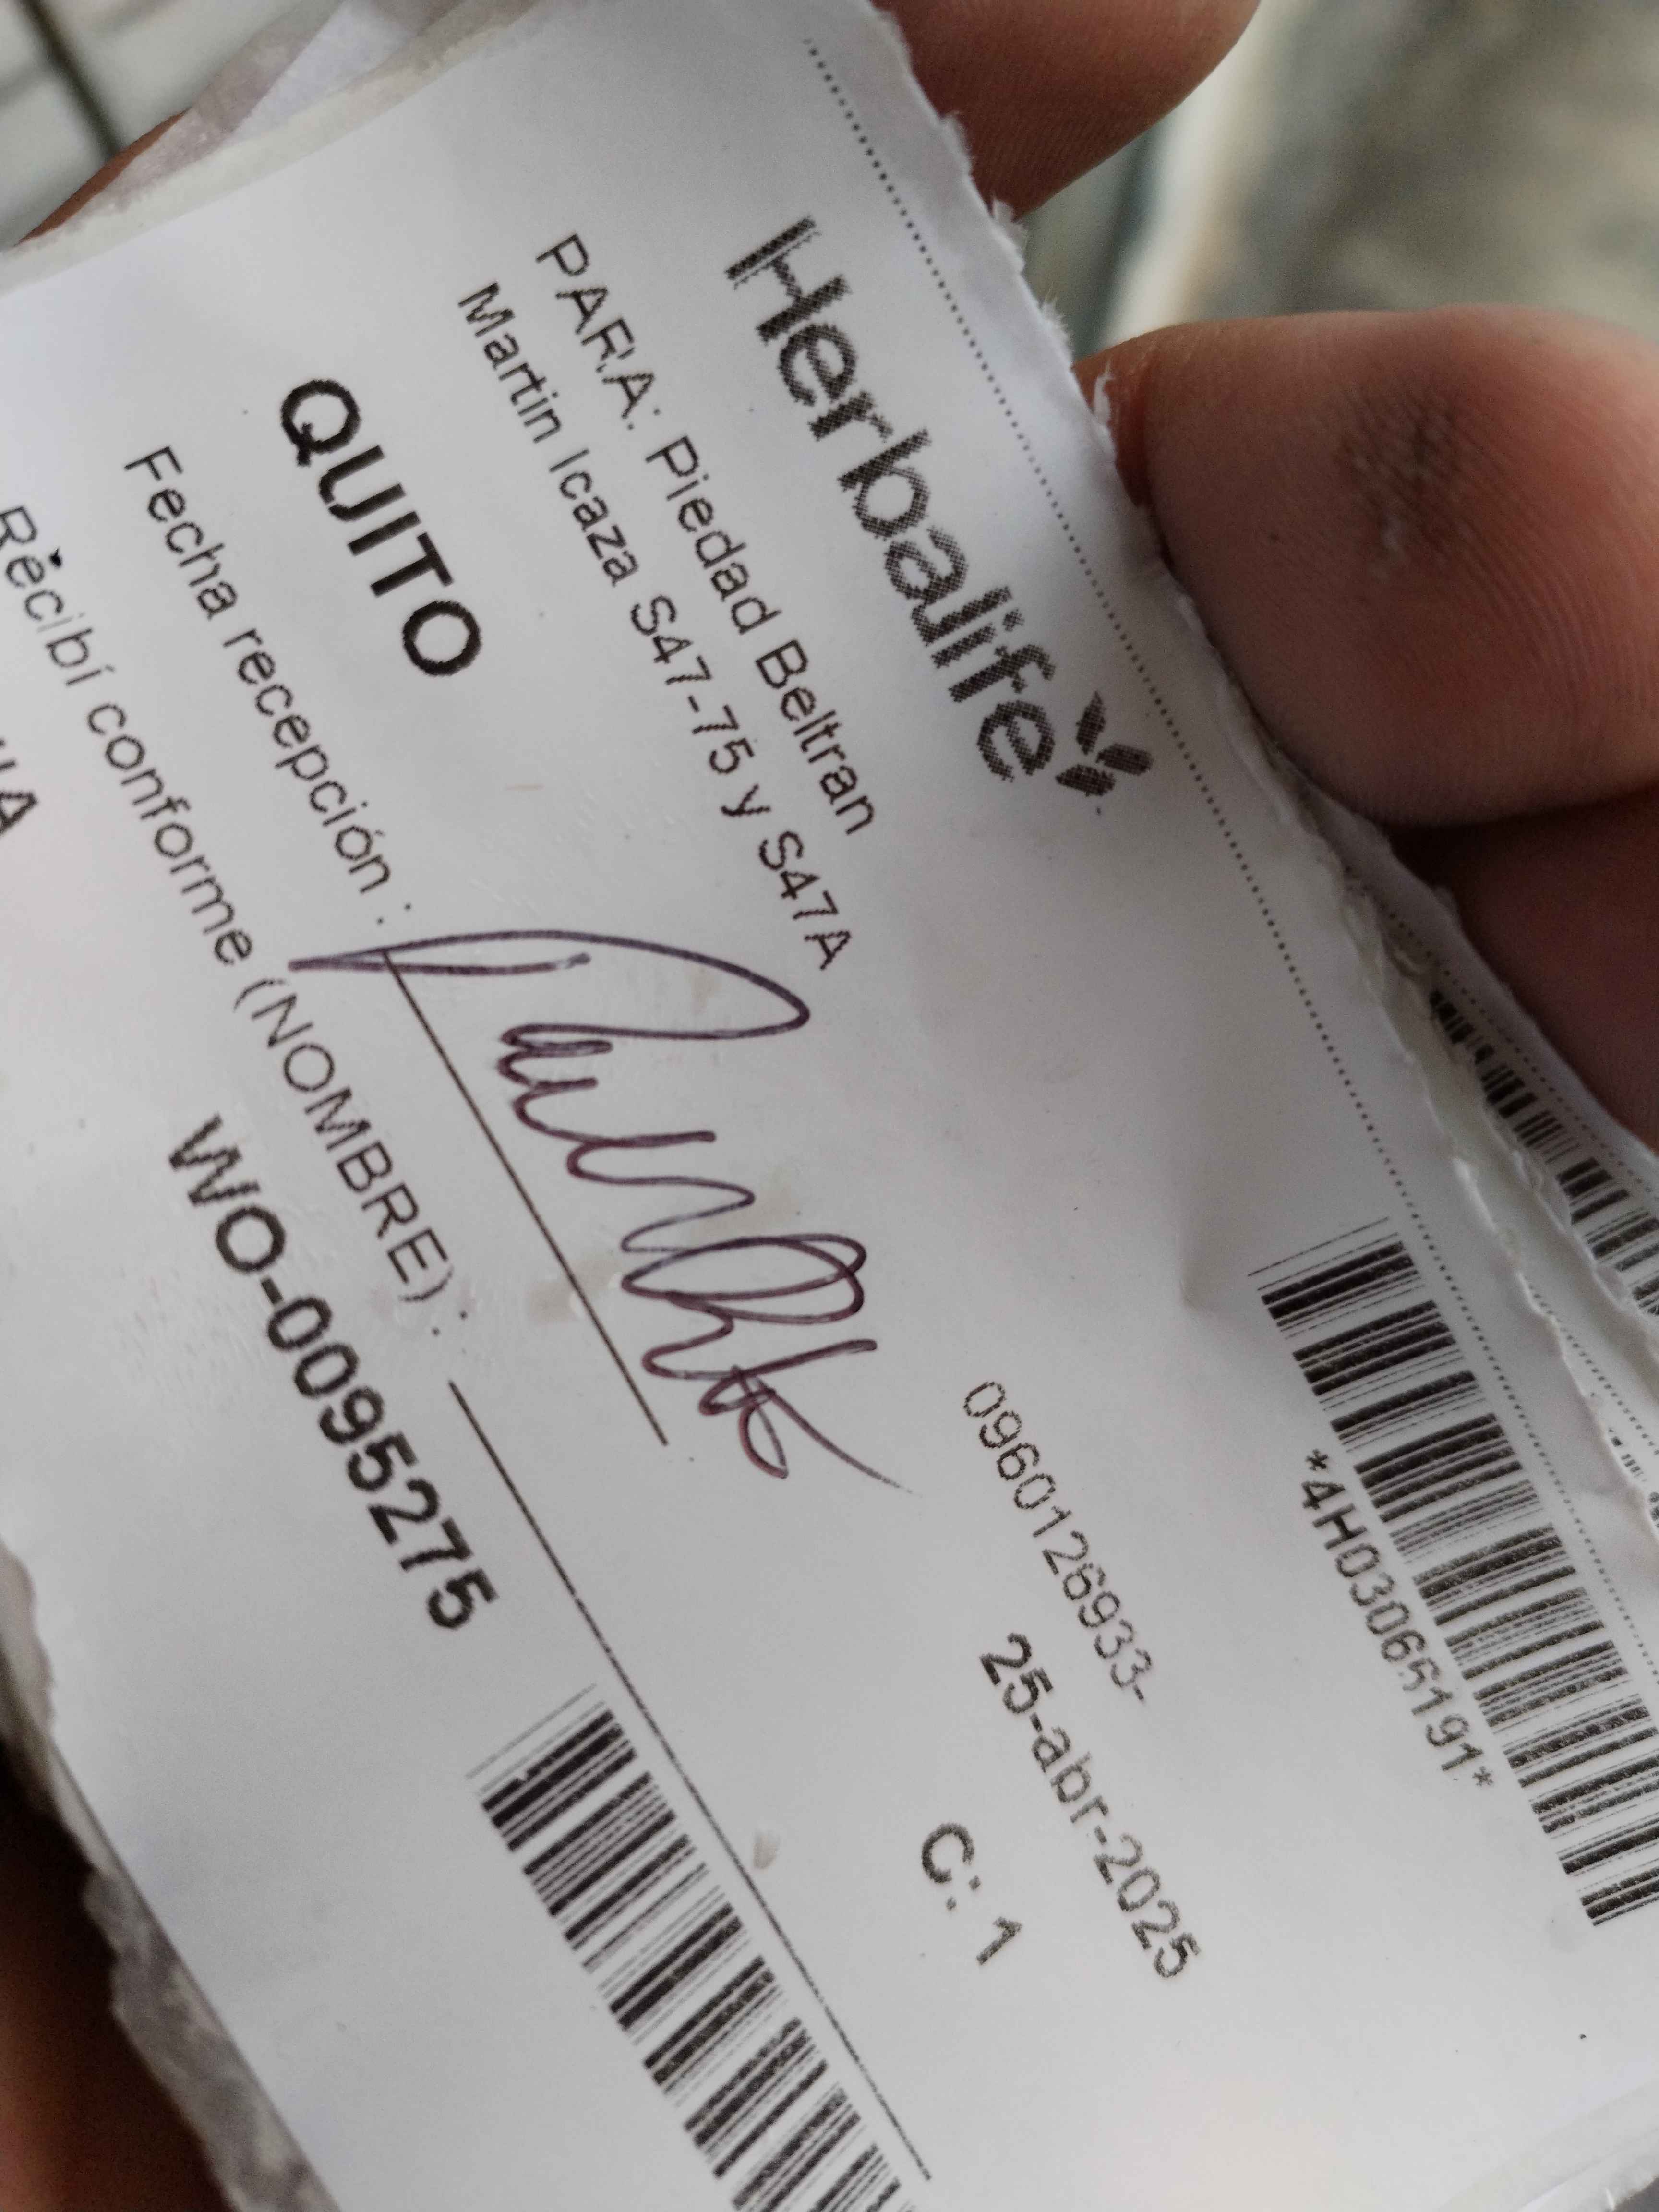 Herbalife
*4H03065191*
PARA: Piedad Beltran
0960126933-
Martin Icaza S47-75 y S47A
25-abr-2025
QUITO
C: 1
Fecha recepción :
Recibí conforme (NOMBRE) :
WO-0095275